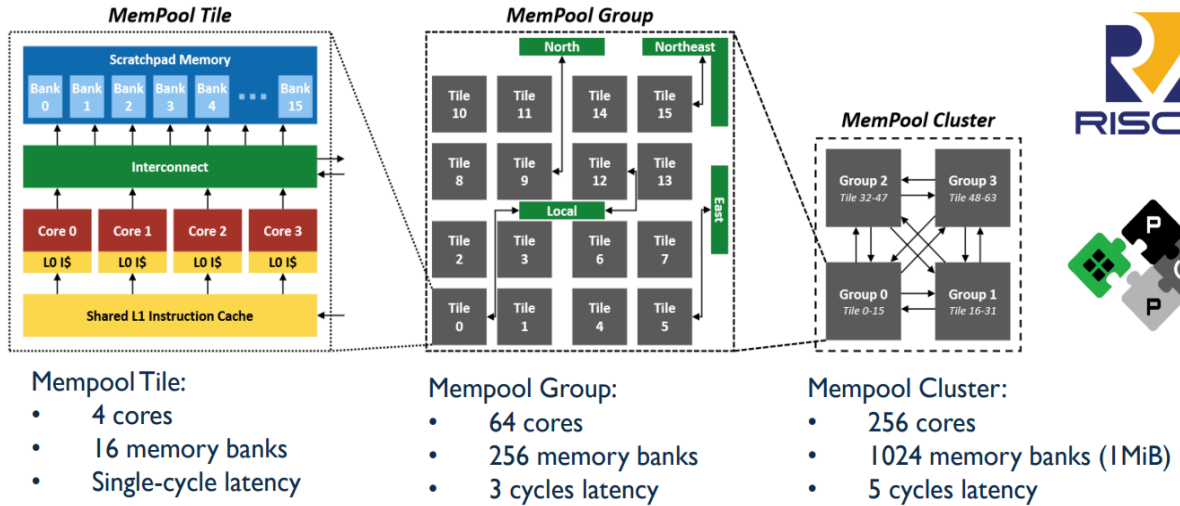 MemPool Tile
Scratchpad Memory
Bank 0
Bank 1
Bank 2
Bank 3
Bank 4
Bank 15
Interconnect
Core 0
Core 1
Core 2
Core 3
L0 I$
L0 I$
L0 I$
L0 I$
Shared L1 Instruction Cache
MemPool Group
North
Northeast
Tile 10
Tile 11
Tile 14
Tile 15
Tile 8
Tile 9
Tile 12
Tile 13
Local
East
Tile 2
Tile 3
Tile 6
Tile 7
Tile 0
Tile 1
Tile 4
Tile 5
MemPool Cluster
Group 2
Tile 32-47
Group 3
Tile 48-63
Group 0
Tile 0-15
Group 1
Tile 16-31
RISC
P
P
Mempool Tile:
• 4 cores
• 16 memory banks
• Single-cycle latency
Mempool Group:
• 64 cores
• 256 memory banks
• 3 cycles latency
Mempool Cluster:
• 256 cores
• 1024 memory banks (1MiB)
• 5 cycles latency